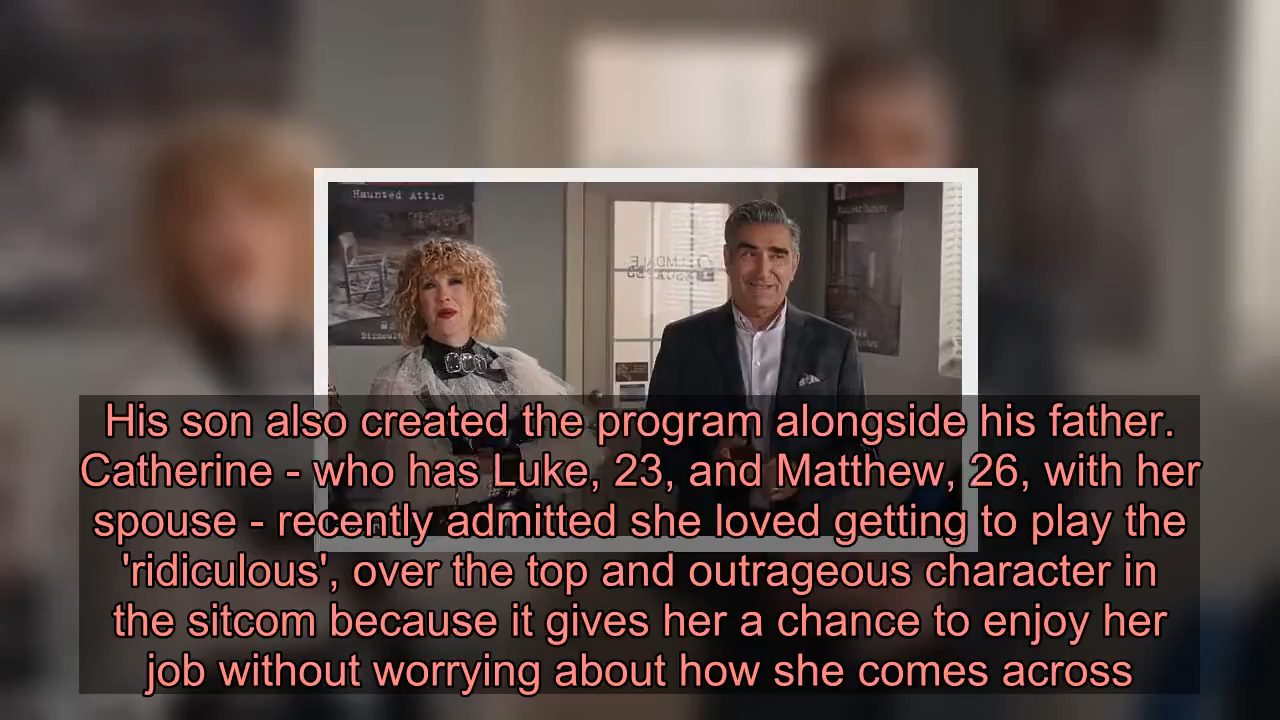 Haunted Attic
His son also created the program alongside his father.
Catherine - who has Luke, 23, and Matthew, 26, with her
spouse - recently admitted she loved getting to play the
'ridiculous', over the top and outrageous character in
the sitcom because it gives her a chance to enjoy her
job without worrying about how she comes across